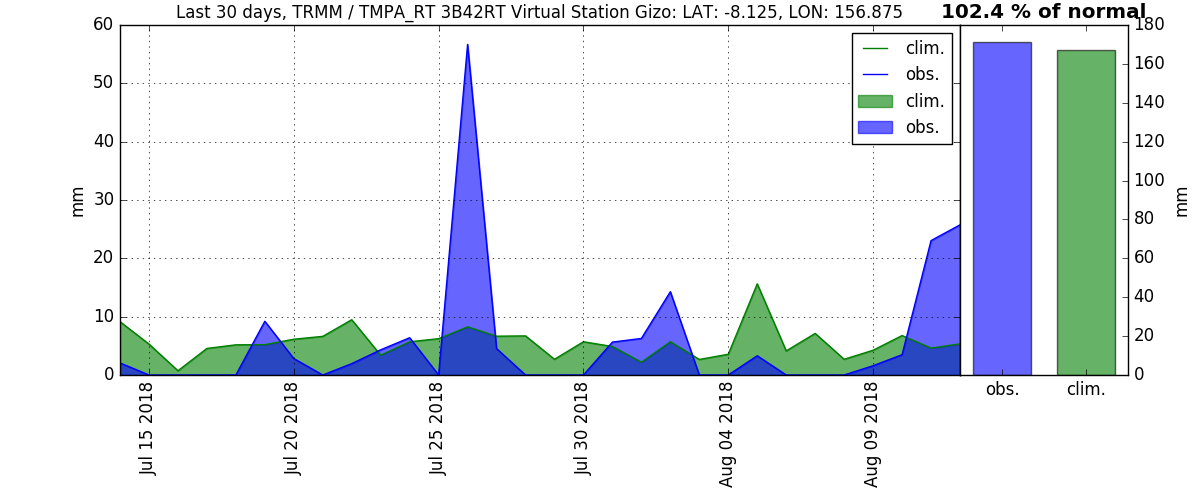 Last 30 days, TRMM / TMPA_RT 3B42RT Virtual Station Gizo: LAT: -8.125, LON: 156.875
102.4 % of normal
60
50
40
30
20
10
0
mm
clim.
obs.
clim.
obs.
Jul 15 2018
Jul 20 2018
Jul 25 2018
Jul 30 2018
Aug 04 2018
Aug 09 2018
180
160
140
120
100
80
60
40
20
0
mm
obs.
clim.